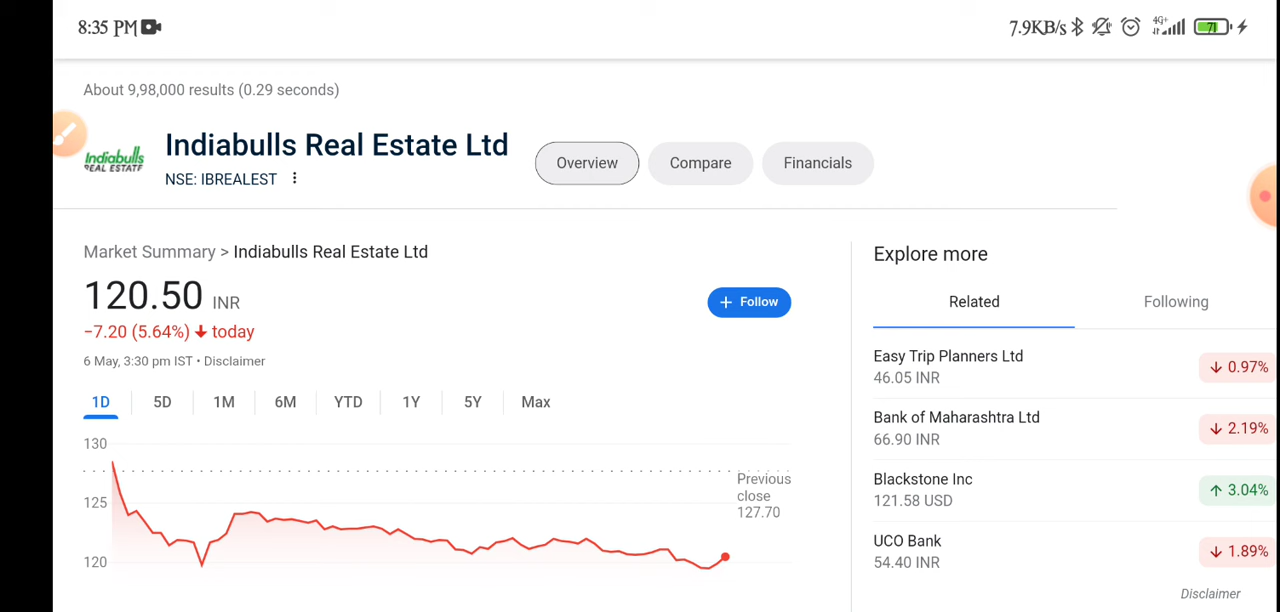 8:35 PM
7.9KB/s 4G+ 71
About 9,98,000 results (0.29 seconds)
Indiabulls
REAL ESTATE
Indiabulls Real Estate Ltd
NSE: IBREALEST
Overview
Compare
Financials
Market Summary > Indiabulls Real Estate Ltd
120.50 INR
+ Follow
−7.20 (5.64%) ↓ today
6 May, 3:30 pm IST • Disclaimer
1D 5D 1M 6M YTD 1Y 5Y Max
130
125
120
Previous
close
127.70
Explore more
Related
Following
Easy Trip Planners Ltd
46.05 INR
↓ 0.97%
Bank of Maharashtra Ltd
66.90 INR
↓ 2.19%
Blackstone Inc
121.58 USD
↑ 3.04%
UCO Bank
54.40 INR
↓ 1.89%
Disclaimer